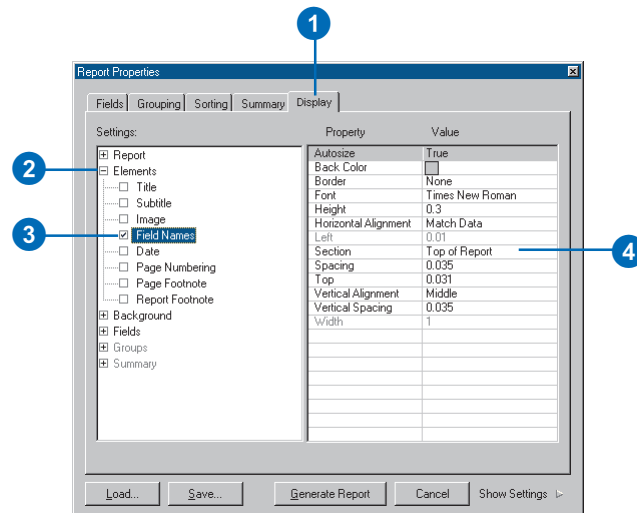 1
Report Properties
Fields Grouping Sorting Summary Display
Settings:
Property Value
2
3
4
Report
Elements
Title
Subtitle
Image
Field Names
Date
Page Numbering
Page Footnote
Report Footnote
Background
Fields
Groups
Summary
Autosize True
Back Color
Border None
Font Times New Roman
Height 0.3
Horizontal Alignment Match Data
Left 0.01
Section Top of Report
Spacing 0.035
Top 0.031
Vertical Alignment Middle
Vertical Spacing 0.035
Width 1
Load... Save... Generate Report Cancel Show Settings